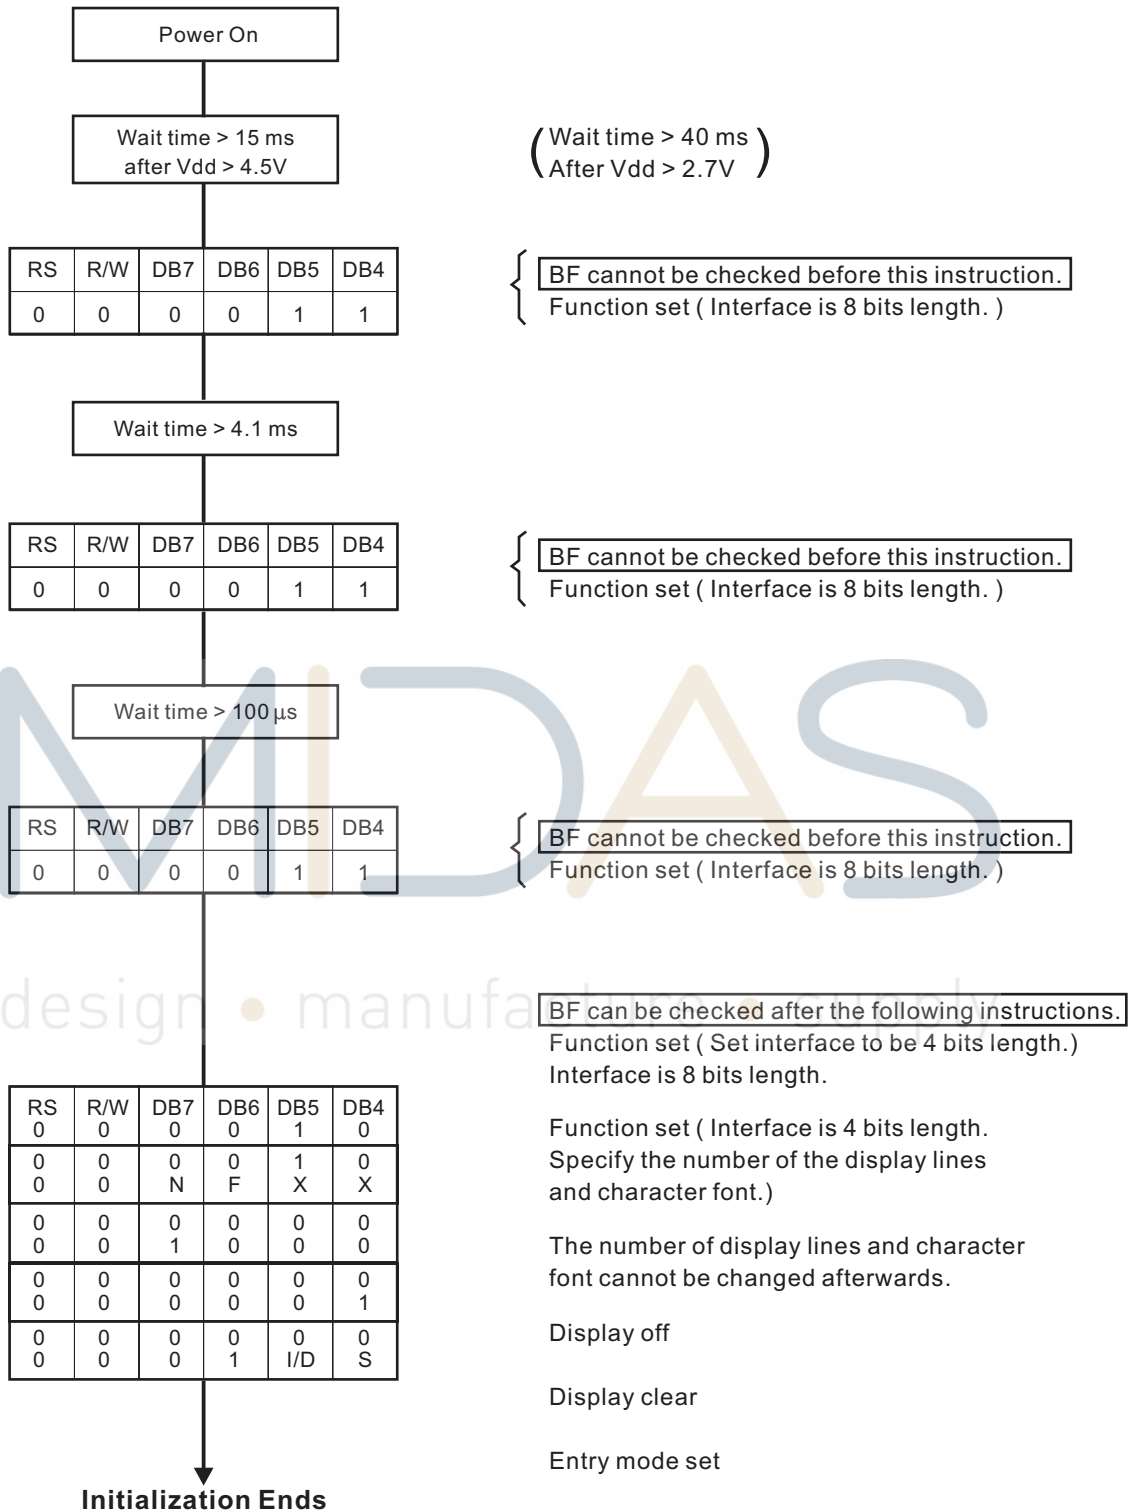 Power On
Wait time > 15 ms
after Vdd > 4.5V
(Wait time > 40 ms
After Vdd > 2.7V)
RS R/W DB7 DB6 DB5 DB4
0 0 0 0 1 1
BF cannot be checked before this instruction.
Function set ( Interface is 8 bits length. )
Wait time > 4.1 ms
RS R/W DB7 DB6 DB5 DB4
0 0 0 0 1 1
BF cannot be checked before this instruction.
Function set ( Interface is 8 bits length. )
Wait time > 100 µs
MIDAS
RS R/W DB7 DB6 DB5 DB4
0 0 0 0 1 1
BF cannot be checked before this instruction.
Function set ( Interface is 8 bits length. )
design • manufacture • supply
BF can be checked after the following instructions.
Function set ( Set interface to be 4 bits length.)
Interface is 8 bits length.
RS R/W DB7 DB6 DB5 DB4
0 0 0 0 1 0
0 0 0 0 1 0
0 0 N F X X
0 0 0 0 0 0
0 0 1 0 0 0
0 0 0 0 0 0
0 0 0 0 0 1
0 0 0 0 0 0
0 0 0 1 I/D S
Function set ( Interface is 4 bits length.
Specify the number of the display lines
and character font.)
The number of display lines and character
font cannot be changed afterwards.
Display off
Display clear
Entry mode set
Initialization Ends